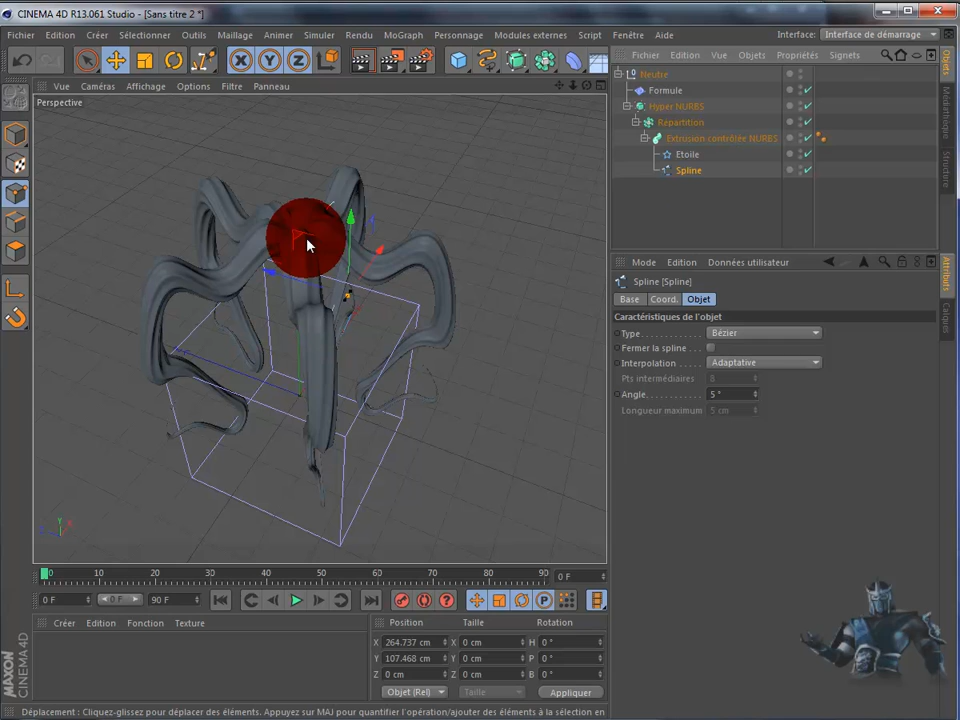 CINEMA 4D R13.061 Studio - [Sans titre 2 *]
Fichier Edition Créer Sélectionner Outils Maillage Animer Simuler Rendu MoGraph Personnage Modules externes Script Fenêtre Aide Interface: Interface de démarrage
Fichier Edition Vue Objets Propriétés Signets
Vue Caméras Affichage Options Filtre Panneau
Perspective
Neutre
Formule
Hyper NURBS
Repartition
Extrusion contrôlée NURBS
Etoile
Spline
Objets
Médiathèque
Structure
Mode Edition Données utilisateur
Spline [Spline]
Base Coord. Objet
Caractéristiques de l'objet
Type Bézier
Fermer la spline
Interpolation Adaptative
Pts intermédiaires 8
Angle 5 °
Longueur maximum 5 cm
Attributs
Calques
0 10 20 30 40 50 60 70 80 90 0 F
0 F 0 F 90 F
Créer Edition Fonction Texture
Position Taille Rotation
X 264.737 cm X 0 cm H 0 °
Y 107.468 cm Y 0 cm P 0 °
Z 0 cm Z 0 cm B 0 °
Objet (Rel) Taille Appliquer
MAXON
CINEMA 4D
Déplacement : Cliquez-glissez pour déplacer des éléments. Appuyez sur MAJ pour quantifier l'opération/ajouter des éléments à la sélection en